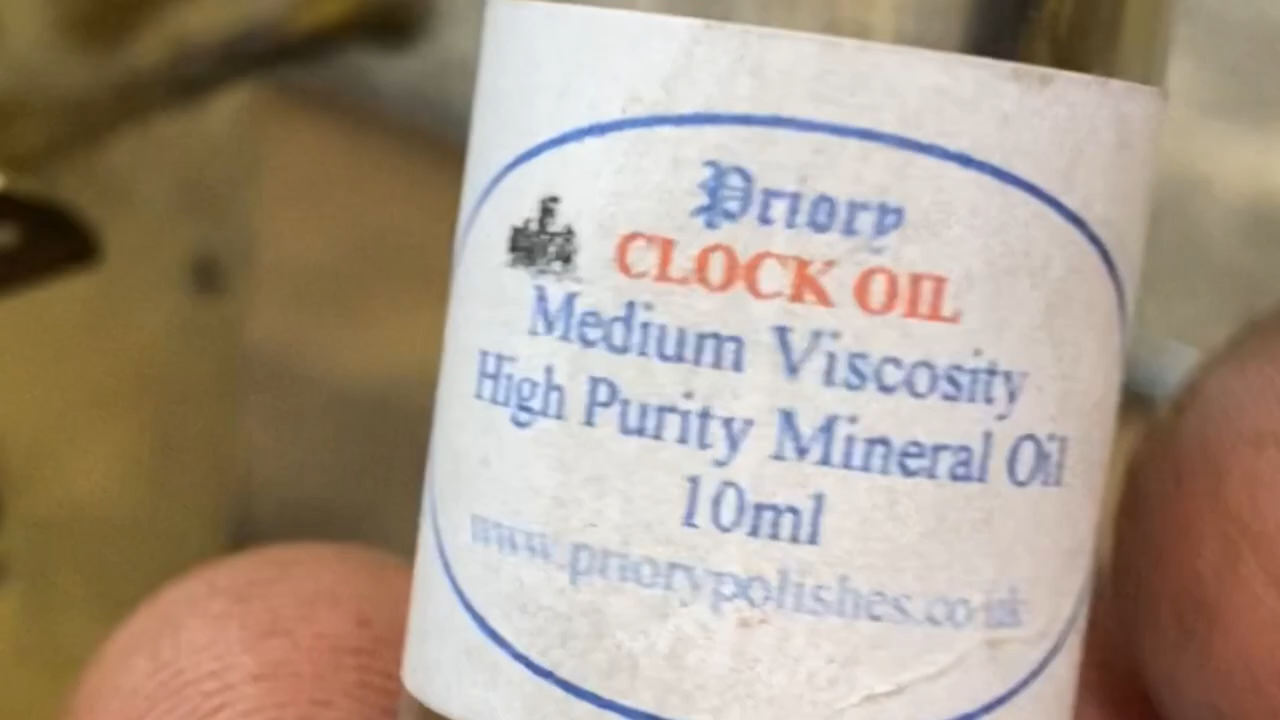 Priory
CLOCK OIL
Medium Viscosity
High Purity Mineral Oil
10ml
www.priorypolishes.co.uk